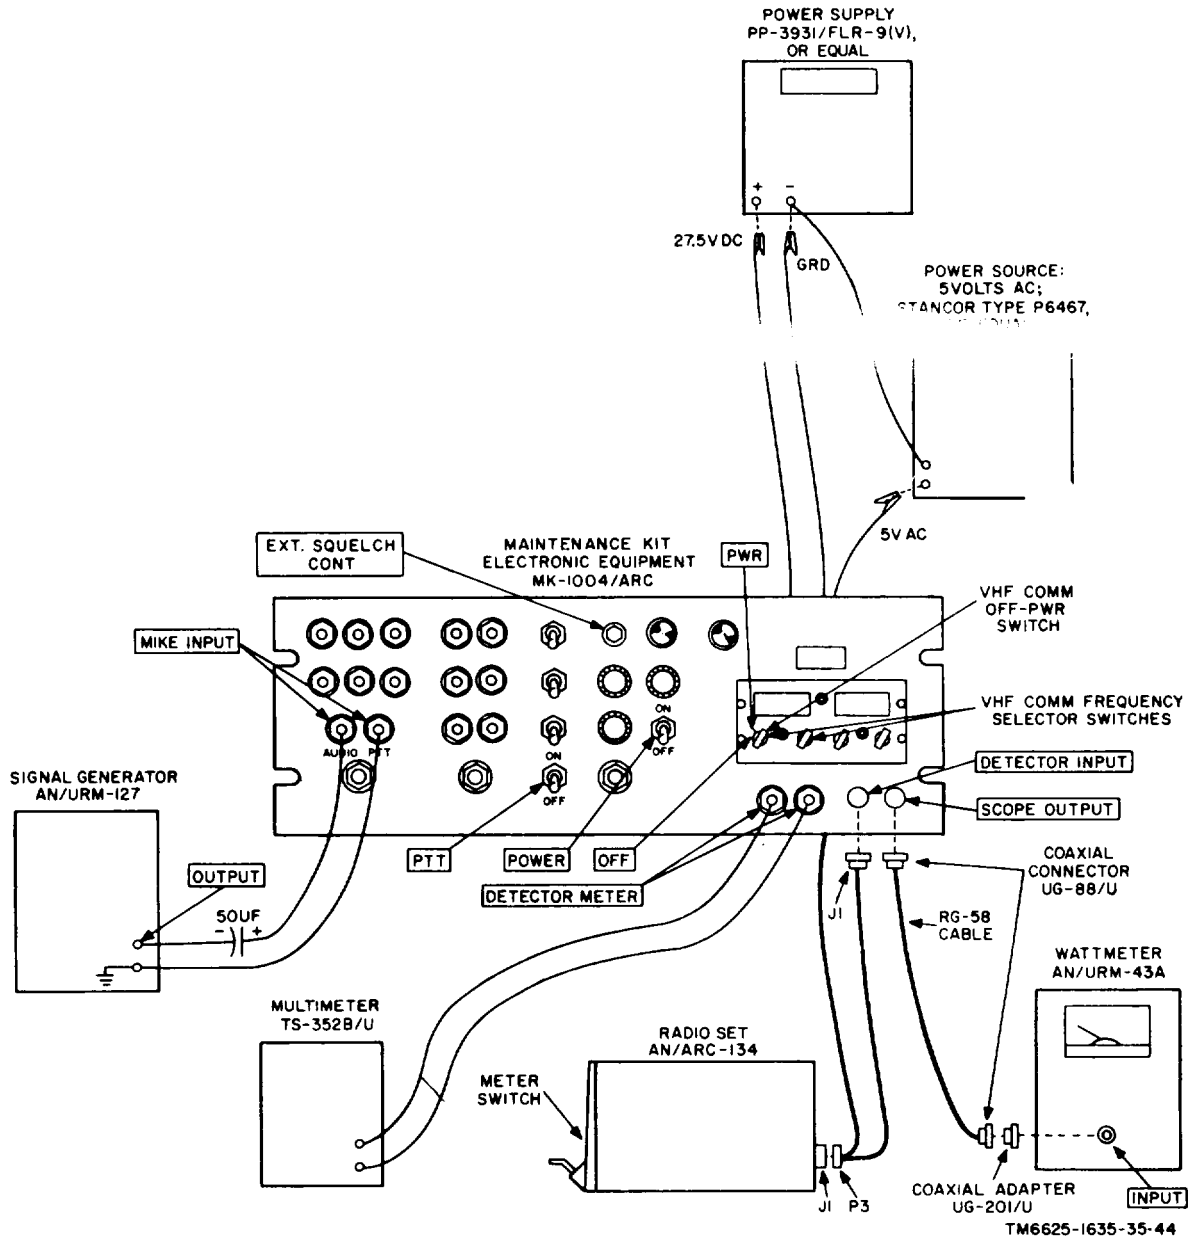 POWER SUPPLY
PP-3931/FLR-9(V),
OR EQUAL
+ -
27.5V DC
GRD
POWER SOURCE:
5VOLTS AC;
STANCOR TYPE P6467,
5V AC
EXT. SQUELCH
CONT
MAINTENANCE KIT
ELECTRONIC EQUIPMENT
MK-1004/ARC
PWR
VHF COMM
OFF-PWR
SWITCH
MIKE INPUT
VHF COMM FREQUENCY
SELECTOR SWITCHES
ON
OFF
AUDIO PTT
ON
OFF
DETECTOR INPUT
SCOPE OUTPUT
SIGNAL GENERATOR
AN/URM-127
OUTPUT
50UF
- +
PTT
POWER
OFF
DETECTOR METER
J1
COAXIAL
CONNECTOR
UG-88/U
RG-58
CABLE
WATTMETER
AN/URM-43A
MULTIMETER
TS-352B/U
RADIO SET
AN/ARC-134
METER
SWITCH
J1 P3
COAXIAL ADAPTER
UG-201/U
INPUT
TM6625-1635-35-44